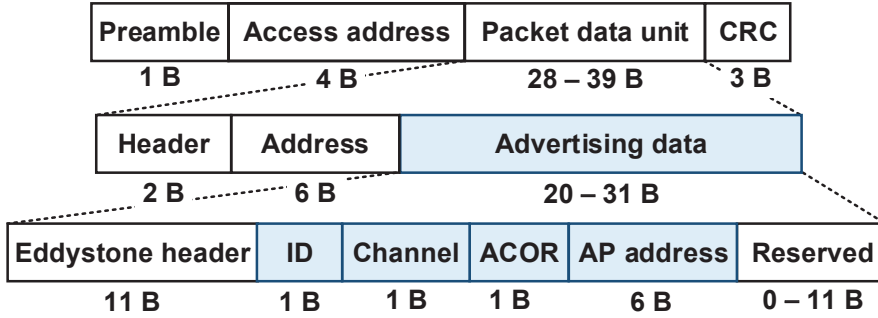 Preamble Access address Packet data unit CRC
1 B 4 B 28 – 39 B 3 B
Header Address Advertising data
2 B 6 B 20 – 31 B
Eddystone header ID Channel ACOR AP address Reserved
11 B 1 B 1 B 1 B 6 B 0 – 11 B